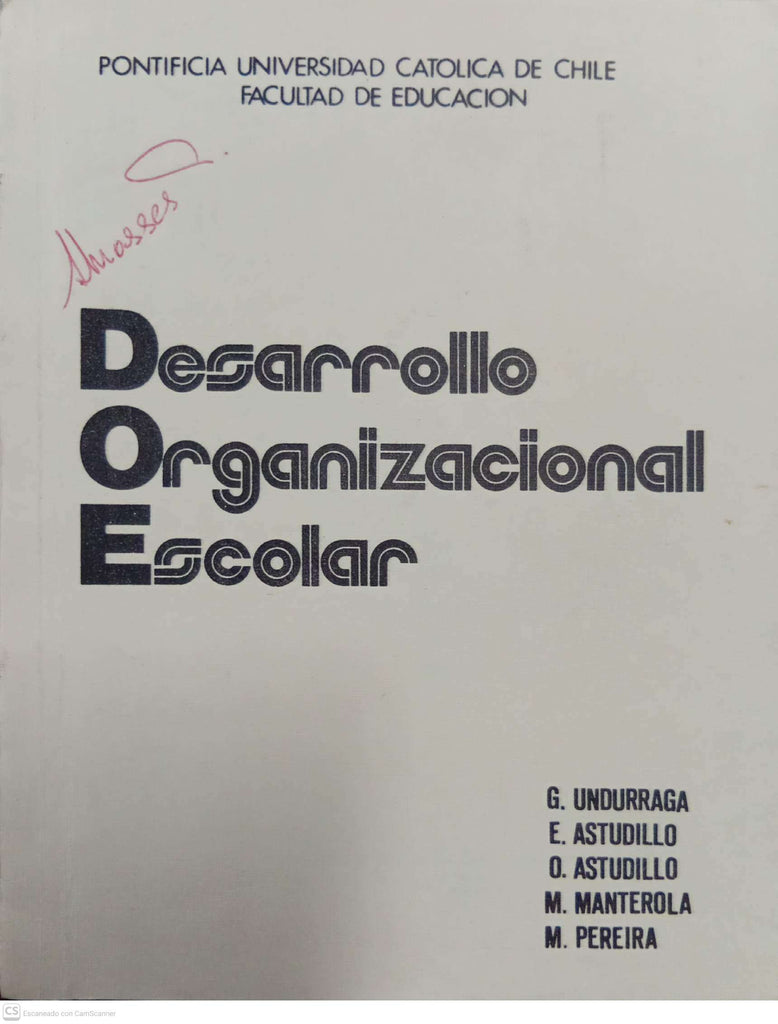 PONTIFICIA UNIVERSIDAD CATOLICA DE CHILE
FACULTAD DE EDUCACION
Desarrollo
Organizacional
Escolar
G. UNDURRAGA
E. ASTUDILLO
O. ASTUDILLO
M. MANTEROLA
M. PEREIRA
CS Escaneado con CamScanner